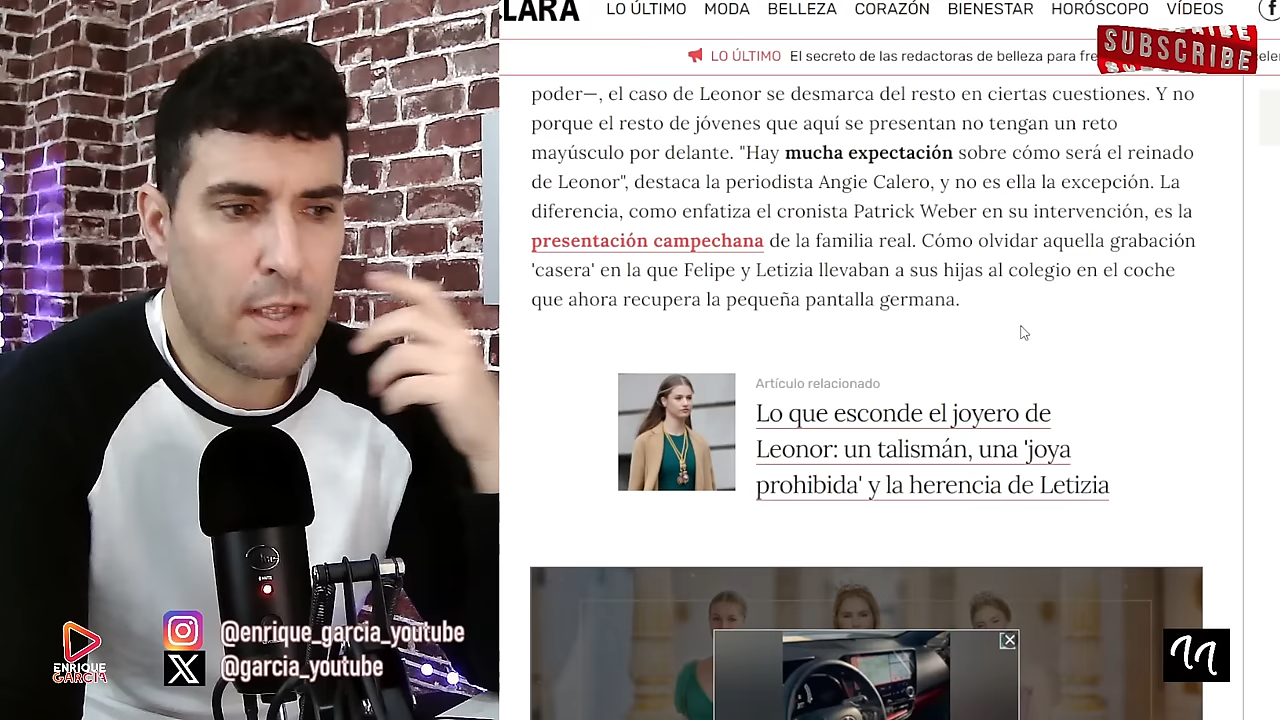 CLARA
LO ÚLTIMO MODA BELLEZA CORAZÓN BIENESTAR HORÓSCOPO VÍDEOS
SUBSCRIBE
LO ÚLTIMO El secreto de las redactoras de belleza para
poder—, el caso de Leonor se desmarca del resto en ciertas cuestiones. Y no
porque el resto de jóvenes que aquí se presentan no tengan un reto
mayúsculo por delante. "Hay mucha expectación sobre cómo será el reinado
de Leonor", destaca la periodista Angie Calero, y no es ella la excepción. La
diferencia, como enfatiza el cronista Patrick Weber en su intervención, es la
presentación campechana de la familia real. Cómo olvidar aquella grabación
'casera' en la que Felipe y Letizia llevaban a sus hijas al colegio en el coche
que ahora recupera la pequeña pantalla germana.
Artículo relacionado
Lo que esconde el joyero de
Leonor: un talismán, una 'joya
prohibida' y la herencia de Letizia
ENRIQUE
GARCIA
@enrique_garcia_youtube
@garcia_youtube